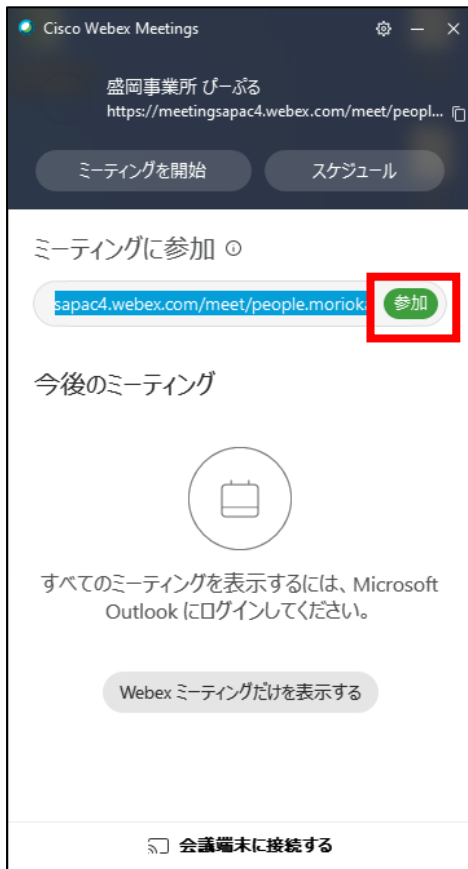 Cisco Webex Meetings
盛岡事業所 ぴーぷる
https://meetingsapac4.webex.com/meet/peopl...
ミーティングを開始
スケジュール
ミーティングに参加
sapac4.webex.com/meet/people.morioka
参加
今後のミーティング
すべてのミーティングを表示するには、Microsoft
Outlook にログインしてください。
Webex ミーティングだけを表示する
会議端末に接続する